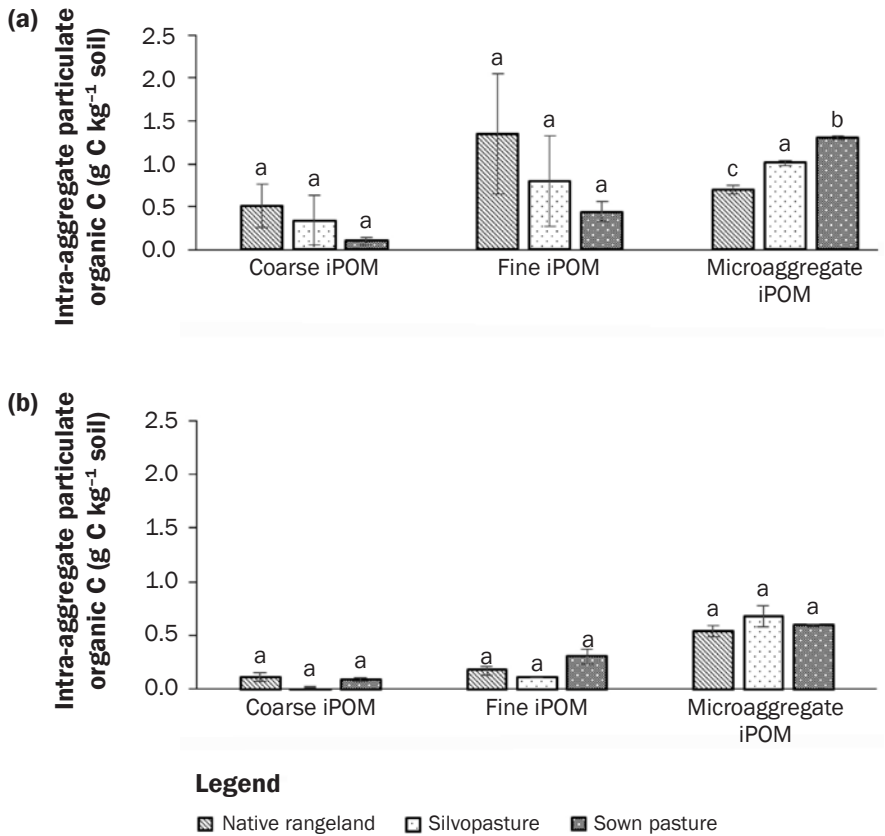 (a)
Intra-aggregate particulate
organic C (g C kg⁻¹ soil)
2.5
2.0
1.5
1.0
0.5
0.0
a a a
a a a
c a b
Coarse iPOM Fine iPOM Microaggregate
iPOM
(b)
Intra-aggregate particulate
organic C (g C kg⁻¹ soil)
2.5
2.0
1.5
1.0
0.5
0.0
a a a
a a a
a a a
Coarse iPOM Fine iPOM Microaggregate
iPOM
Legend
Native rangeland Silvopasture Sown pasture